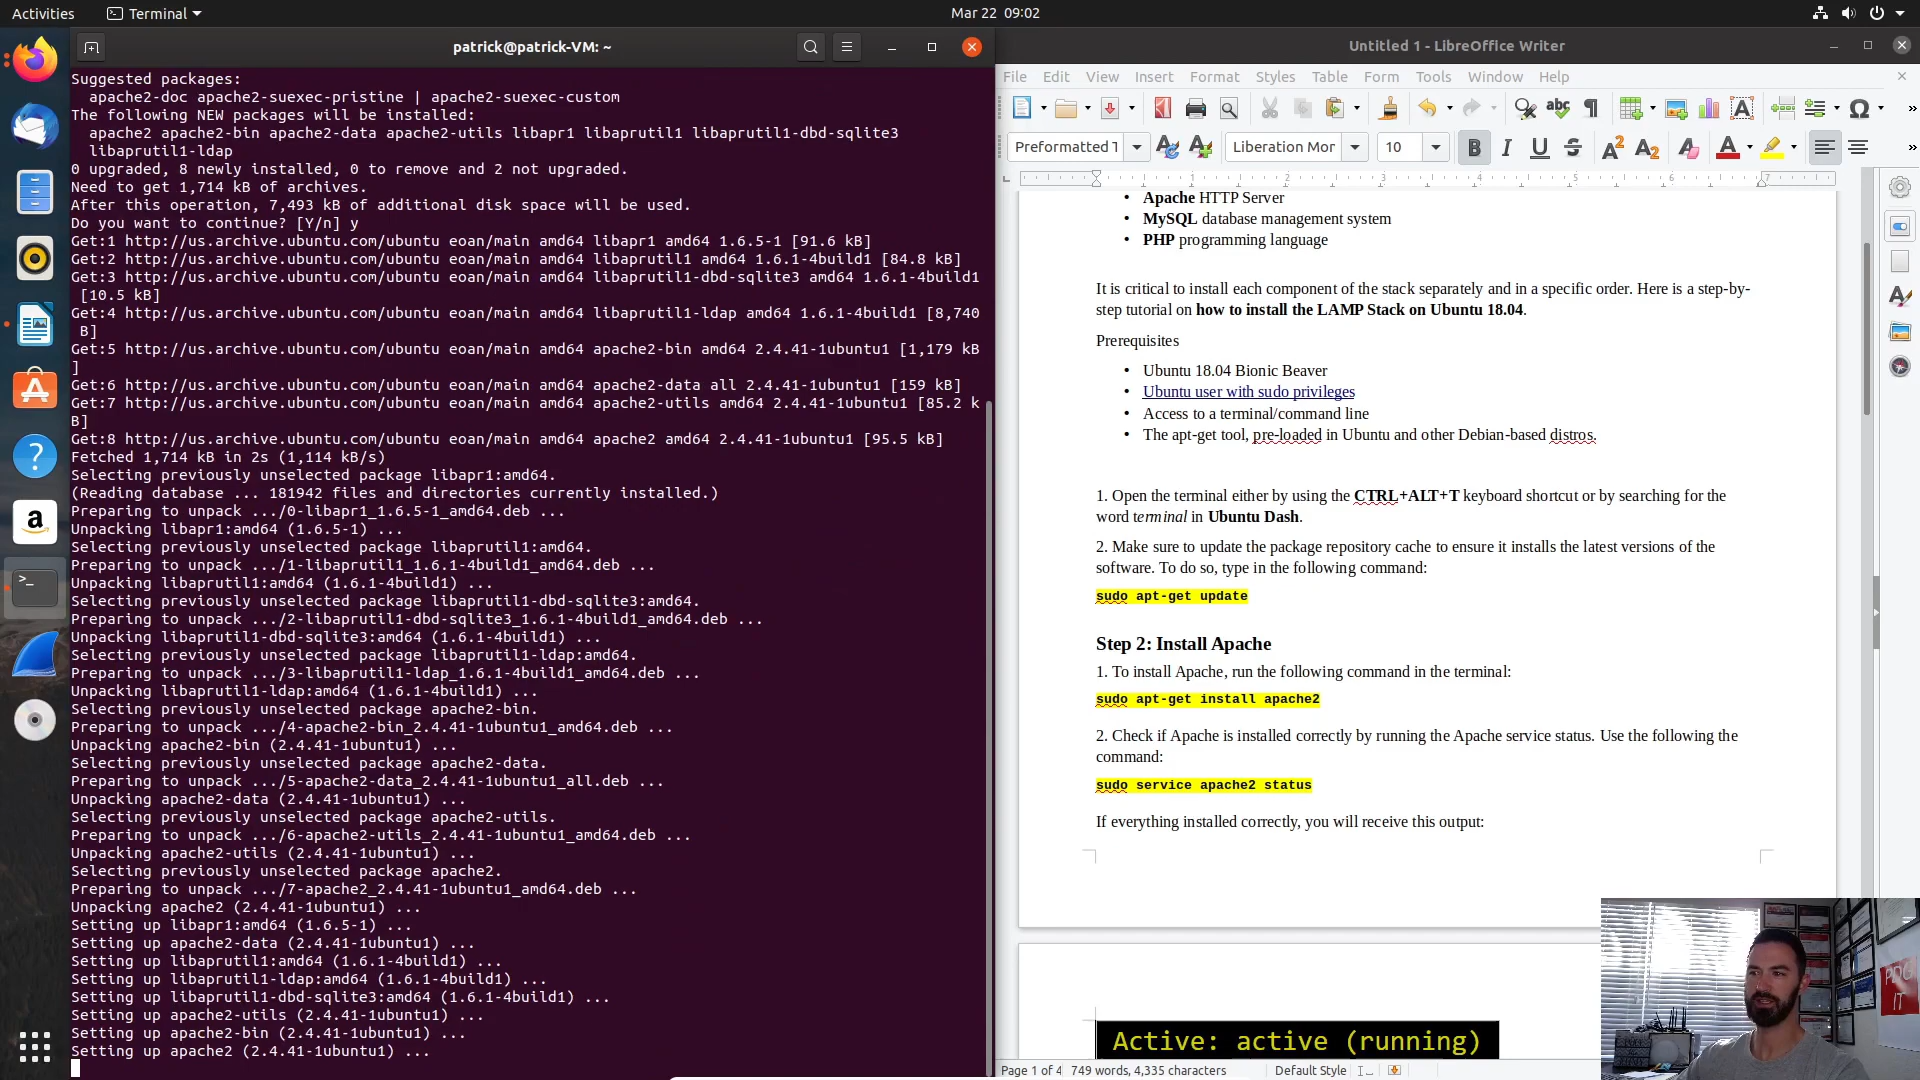 Activities
Terminal
Mar 22 09:02
patrick@patrick-VM: ~
Suggested packages:
apache2-doc apache2-suexec-pristine | apache2-suexec-custom
The following NEW packages will be installed:
apache2 apache2-bin apache2-data apache2-utils libapr1 libaprutil1 libaprutil1-dbd-sqlite3
libaprutil1-ldap
0 upgraded, 8 newly installed, 0 to remove and 2 not upgraded.
Need to get 1,714 kB of archives.
After this operation, 7,493 kB of additional disk space will be used.
Do you want to continue? [Y/n] y
Get:1 http://us.archive.ubuntu.com/ubuntu eoan/main amd64 libapr1 amd64 1.6.5-1 [91.6 kB]
Get:2 http://us.archive.ubuntu.com/ubuntu eoan/main amd64 libaprutil1 amd64 1.6.1-4build1 [84.8 kB]
Get:3 http://us.archive.ubuntu.com/ubuntu eoan/main amd64 libaprutil1-dbd-sqlite3 amd64 1.6.1-4build1
[10.5 kB]
Get:4 http://us.archive.ubuntu.com/ubuntu eoan/main amd64 libaprutil1-ldap amd64 1.6.1-4build1 [8,740
B]
Get:5 http://us.archive.ubuntu.com/ubuntu eoan/main amd64 apache2-bin amd64 2.4.41-1ubuntu1 [1,179 kB
]
Get:6 http://us.archive.ubuntu.com/ubuntu eoan/main amd64 apache2-data all 2.4.41-1ubuntu1 [159 kB]
Get:7 http://us.archive.ubuntu.com/ubuntu eoan/main amd64 apache2-utils amd64 2.4.41-1ubuntu1 [85.2 k
B]
Get:8 http://us.archive.ubuntu.com/ubuntu eoan/main amd64 apache2 amd64 2.4.41-1ubuntu1 [95.5 kB]
Fetched 1,714 kB in 2s (1,114 kB/s)
Selecting previously unselected package libapr1:amd64.
(Reading database ... 181942 files and directories currently installed.)
Preparing to unpack .../0-libapr1_1.6.5-1_amd64.deb ...
Unpacking libapr1:amd64 (1.6.5-1) ...
Selecting previously unselected package libaprutil1:amd64.
Preparing to unpack .../1-libaprutil1_1.6.1-4build1_amd64.deb ...
Unpacking libaprutil1:amd64 (1.6.1-4build1) ...
Selecting previously unselected package libaprutil1-dbd-sqlite3:amd64.
Preparing to unpack .../2-libaprutil1-dbd-sqlite3_1.6.1-4build1_amd64.deb ...
Unpacking libaprutil1-dbd-sqlite3:amd64 (1.6.1-4build1) ...
Selecting previously unselected package libaprutil1-ldap:amd64.
Preparing to unpack .../3-libaprutil1-ldap_1.6.1-4build1_amd64.deb ...
Unpacking libaprutil1-ldap:amd64 (1.6.1-4build1) ...
Selecting previously unselected package apache2-bin.
Preparing to unpack .../4-apache2-bin_2.4.41-1ubuntu1_amd64.deb ...
Unpacking apache2-bin (2.4.41-1ubuntu1) ...
Selecting previously unselected package apache2-data.
Preparing to unpack .../5-apache2-data_2.4.41-1ubuntu1_all.deb ...
Unpacking apache2-data (2.4.41-1ubuntu1) ...
Selecting previously unselected package apache2-utils.
Preparing to unpack .../6-apache2-utils_2.4.41-1ubuntu1_amd64.deb ...
Unpacking apache2-utils (2.4.41-1ubuntu1) ...
Selecting previously unselected package apache2.
Preparing to unpack .../7-apache2_2.4.41-1ubuntu1_amd64.deb ...
Unpacking apache2 (2.4.41-1ubuntu1) ...
Setting up libapr1:amd64 (1.6.5-1) ...
Setting up apache2-data (2.4.41-1ubuntu1) ...
Setting up libaprutil1:amd64 (1.6.1-4build1) ...
Setting up libaprutil1-ldap:amd64 (1.6.1-4build1) ...
Setting up libaprutil1-dbd-sqlite3:amd64 (1.6.1-4build1) ...
Setting up apache2-utils (2.4.41-1ubuntu1) ...
Setting up apache2-bin (2.4.41-1ubuntu1) ...
Setting up apache2 (2.4.41-1ubuntu1) ...
Untitled 1 - LibreOffice Writer
File Edit View Insert Format Styles Table Form Tools Window Help
Preformatted T Liberation Mor 10
1 2 3 4 5 6 7
• Apache HTTP Server
• MySQL database management system
• PHP programming language
It is critical to install each component of the stack separately and in a specific order. Here is a step-by-
step tutorial on how to install the LAMP Stack on Ubuntu 18.04.
Prerequisites
• Ubuntu 18.04 Bionic Beaver
• Ubuntu user with sudo privileges
• Access to a terminal/command line
• The apt-get tool, pre-loaded in Ubuntu and other Debian-based distros.
1. Open the terminal either by using the CTRL+ALT+T keyboard shortcut or by searching for the
word terminal in Ubuntu Dash.
2. Make sure to update the package repository cache to ensure it installs the latest versions of the
software. To do so, type in the following command:
sudo apt-get update
Step 2: Install Apache
1. To install Apache, run the following command in the terminal:
sudo apt-get install apache2
2. Check if Apache is installed correctly by running the Apache service status. Use the following the
command:
sudo service apache2 status
If everything installed correctly, you will receive this output:
Active: active (running)
Page 1 of 4 749 words, 4,335 characters Default Style